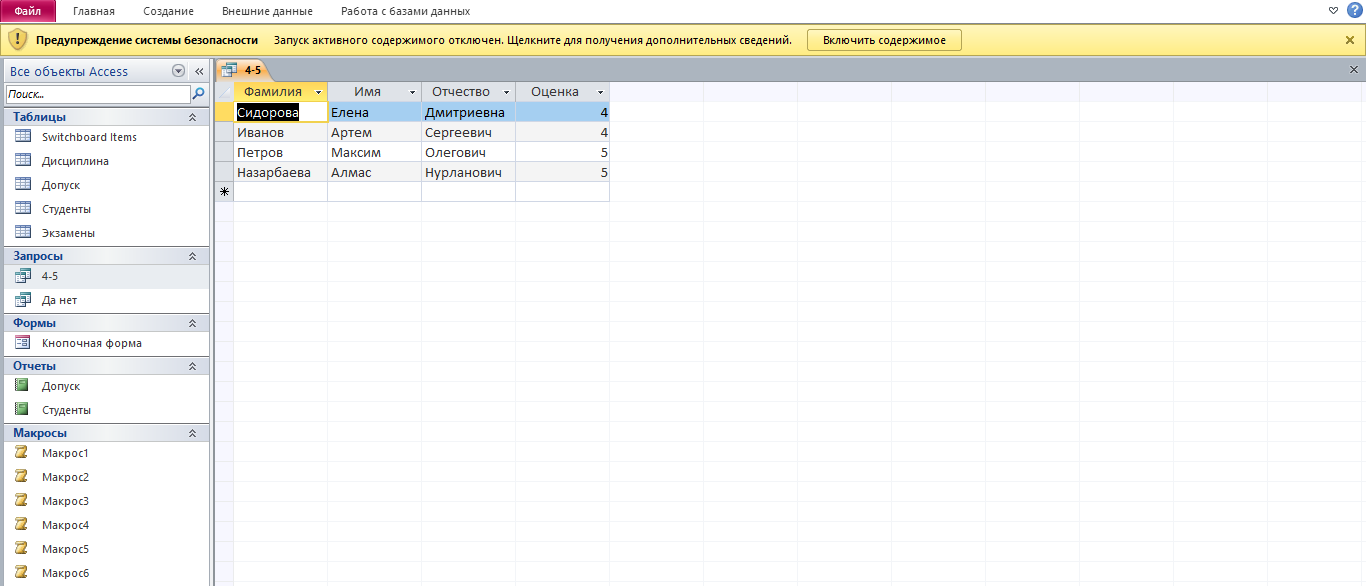 Файл Главная Создание Внешние данные Работа с базами данных
Предупреждение системы безопасности Запуск активного содержимого отключен. Щелкните для получения дополнительных сведений. Включить содержимое
Все объекты Access
Поиск...
Таблицы
Switchboard Items
Дисциплина
Допуск
Студенты
Экзамены
Запросы
4-5
Да нет
Формы
Кнопочная форма
Отчеты
Допуск
Студенты
Макросы
Макрос1
Макрос2
Макрос3
Макрос4
Макрос5
Макрос6
4-5
Фамилия Имя Отчество Оценка
Сидорова Елена Дмитриевна 4
Иванов Артем Сергеевич 4
Петров Максим Олегович 5
Назарбаева Алмас Нурланович 5